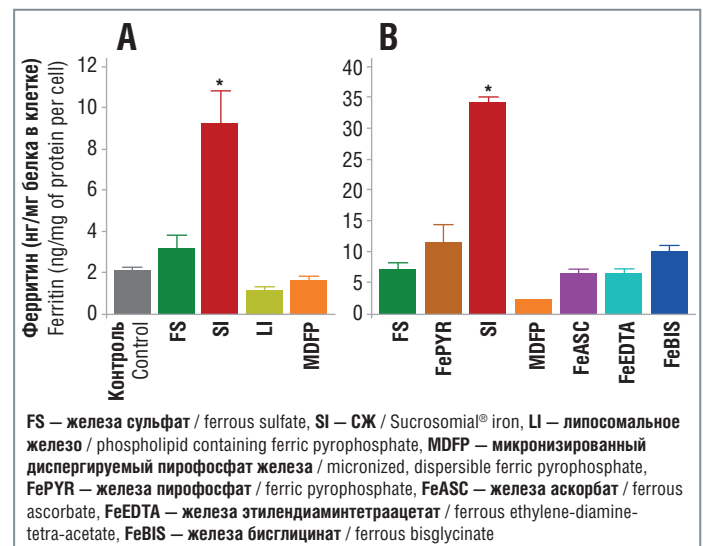 A
B
Ферритин (нг/мг белка в клетке)
Ferritin (ng/mg of protein per cell)
12
10
8
6
4
2
0
*
Контроль
Control
FS
SI
LI
MDFP
40
35
30
25
20
15
10
5
0
*
FS
FePYR
SI
MDFP
FeASC
FeEDTA
FeBIS
FS — железа сульфат / ferrous sulfate, SI — СЖ / Sucrosomial® iron, LI — липосомальное
железо / phospholipid containing ferric pyrophosphate, MDFP — микронизированный
диспергируемый пирофосфат железа / micronized, dispersible ferric pyrophosphate,
FePYR — железа пирофосфат / ferric pyrophosphate, FeASC — железа аскорбат / ferrous
ascorbate, FeEDTA — железа этилендиаминтетраацетат / ferrous ethylene-diamine-
tetra-acetate, FeBIS — железа бисглицинат / ferrous bisglycinate